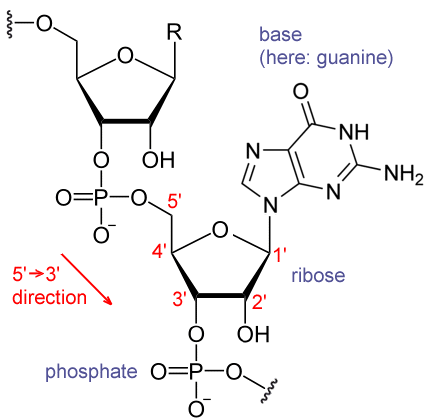 O
R
base
(here: guanine)
O
O
O
NH
O
OH
N
N
N
NH₂
O=P
O
5'
O⁻
4'
O
1'
5'→3'
direction
ribose
3'
2'
O
OH
phosphate
O=P
O
O⁻